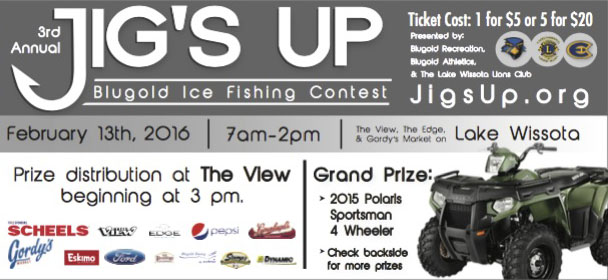 3rd Annual
JIG'S UP
Blugold Ice Fishing Contest
Ticket Cost: 1 for $5 or 5 for $20
Presented by:
Blugold Recreation,
Blugold Athletics,
& The Lake Wissota Lions Club
JigsUp.org
February 13th, 2016
7am-2pm
The View, The Edge,
& Gordy's Market on
Lake Wissota
Prize distribution at The View
beginning at 3 pm.
SCHEELS
VIEW
EDGE
pepsi
Leinenkugel's
Gordy's
Eskimo
Ford
DYNAMIC
Grand Prize:
> 2015 Polaris
Sportsman
4 Wheeler
> Check backside
for more prizes